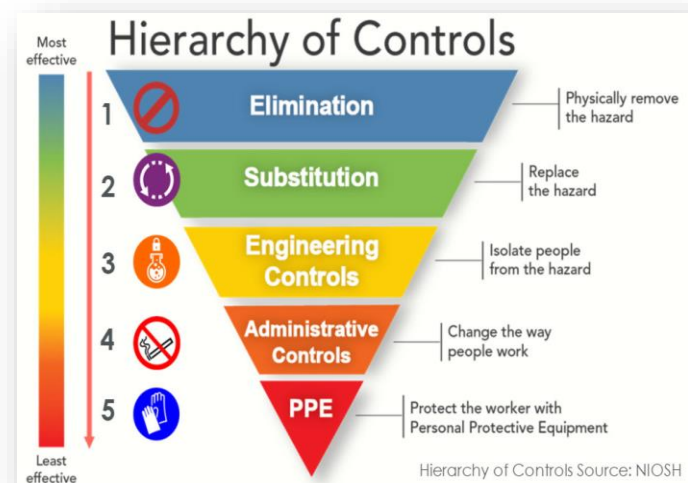 Hierarchy of Controls
Most
effective
1
Elimination
Physically remove
the hazard
2
Substitution
Replace
the hazard
3
Engineering
Controls
Isolate people
from the hazard
4
Administrative
Controls
Change the way
people work
5
PPE
Protect the worker with
Personal Protective Equipment
Least
effective
Hierarchy of Controls Source: NIOSH